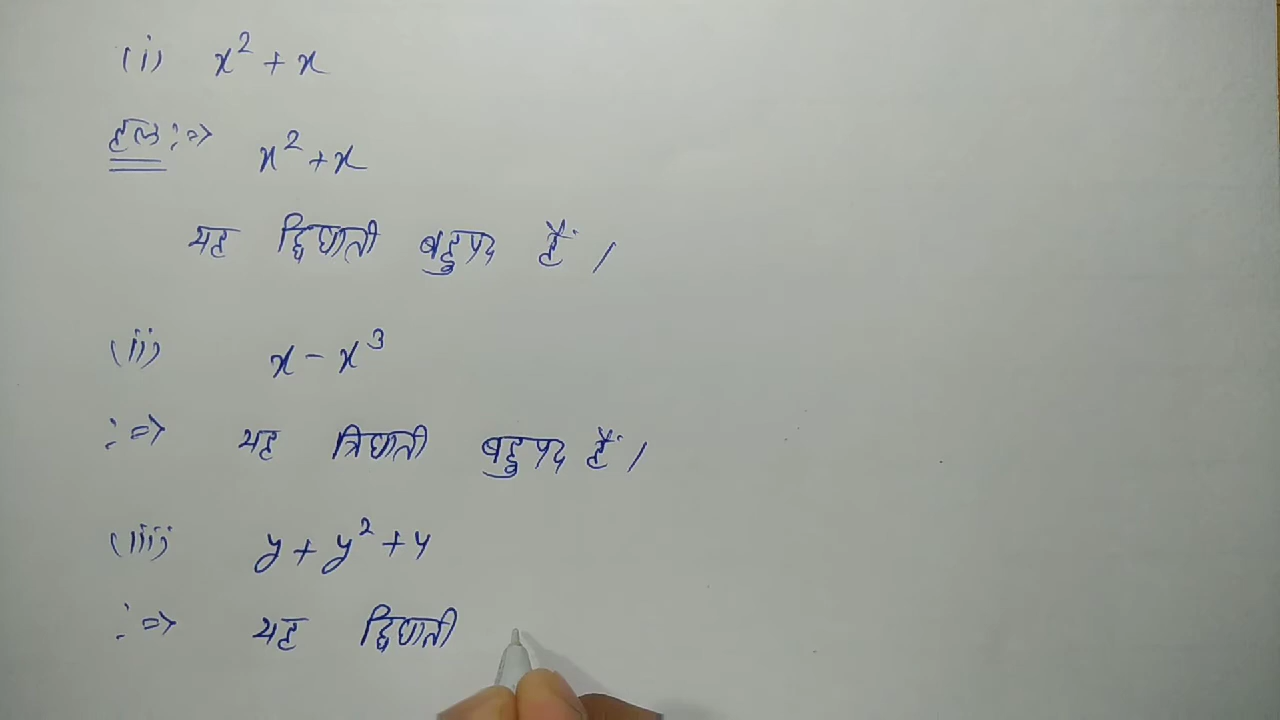 (i) x² + x
हल :=> x² + x
यह द्विघाती बहुपद हैं।
(ii) x - x³
:=> यह त्रिघाती बहुपद हैं।
(iii) y + y² + 4
:=> यह द्विघाती